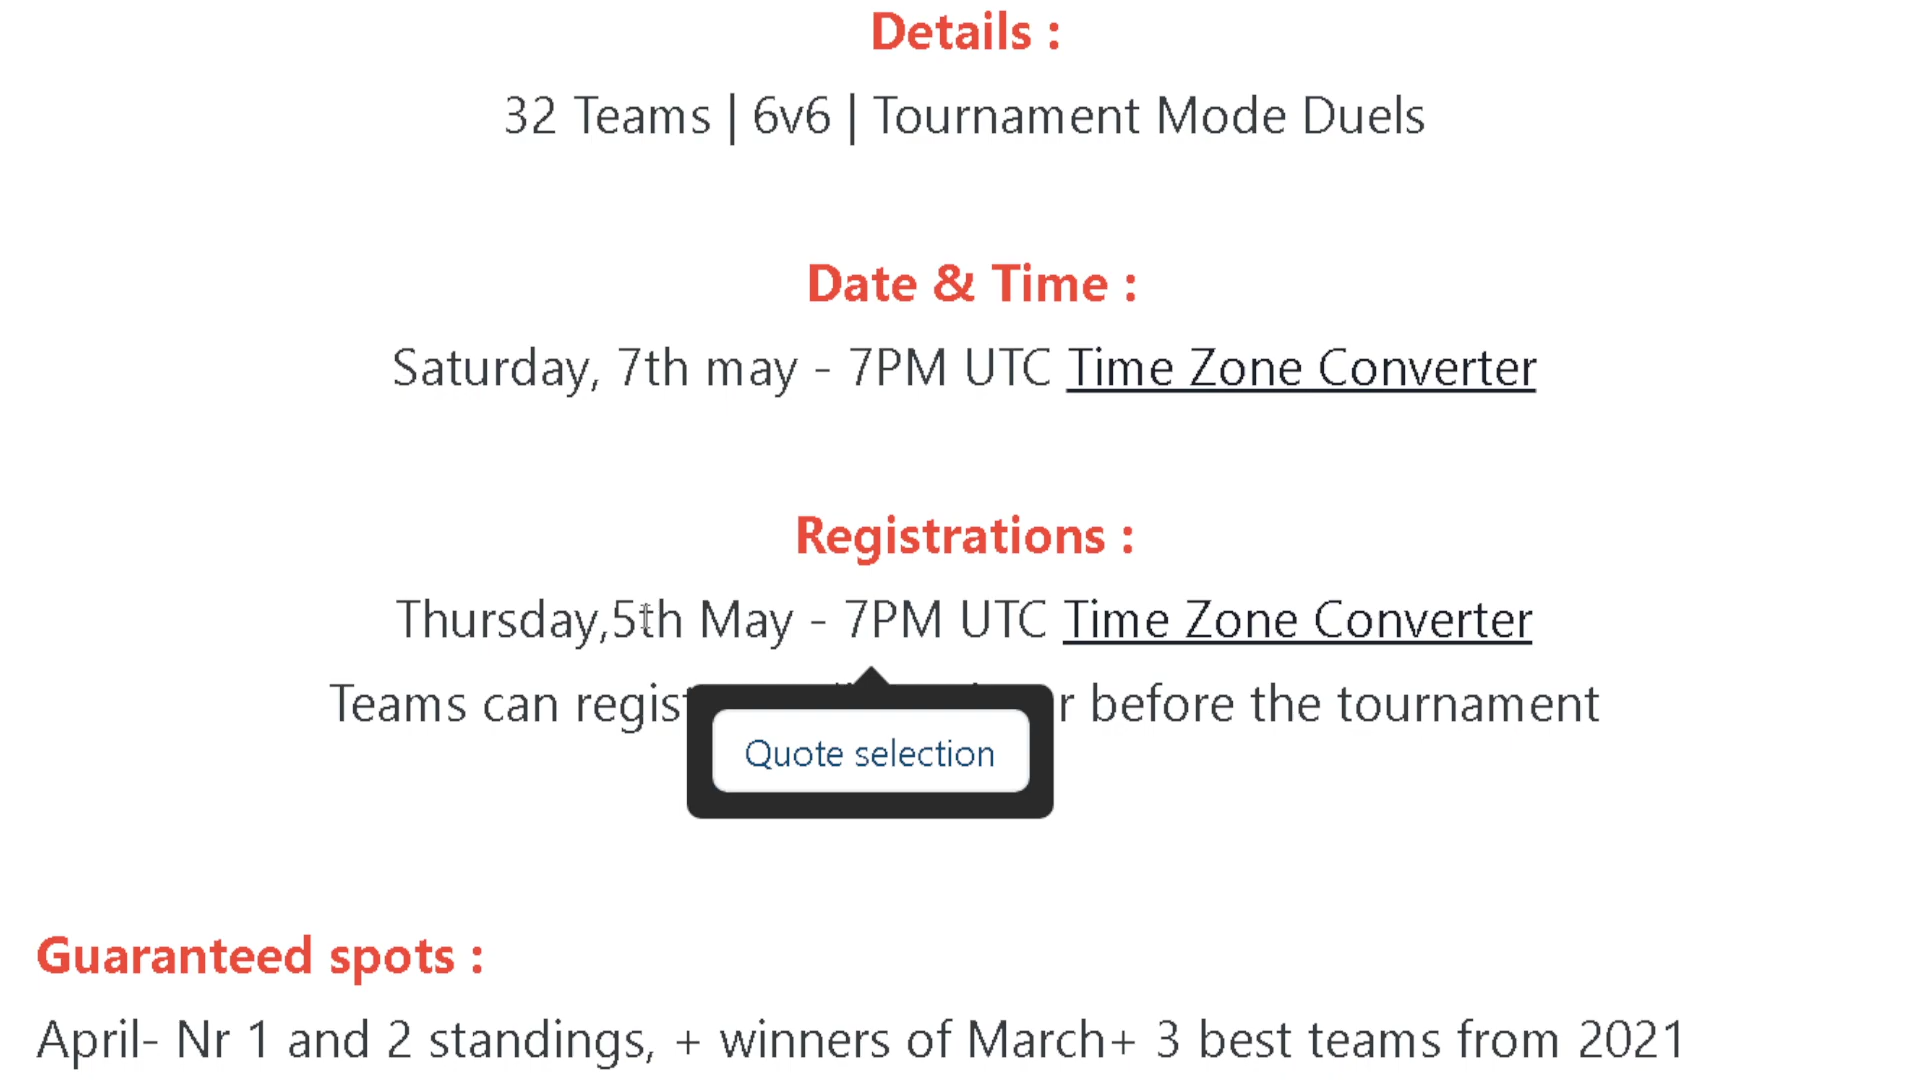 Details :
32 Teams | 6v6 | Tournament Mode Duels
Date & Time :
Saturday, 7th may - 7PM UTC Time Zone Converter
Registrations :
Thursday,5th May - 7PM UTC Time Zone Converter
Teams can before the tournament
Quote selection
Guaranteed spots :
April- Nr 1 and 2 standings, + winners of March+ 3 best teams from 2021